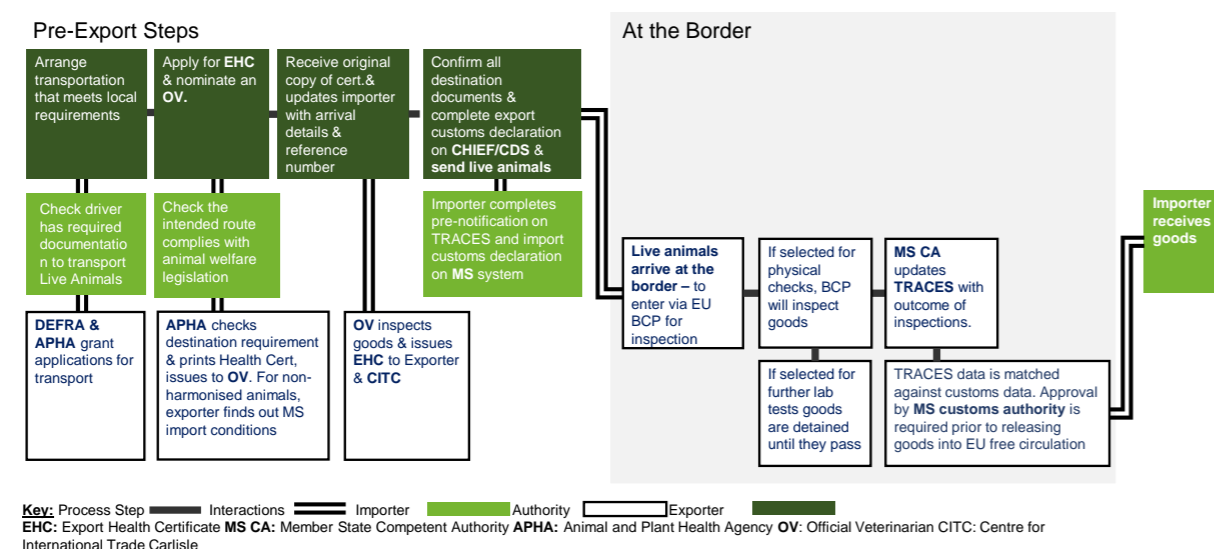 Pre-Export Steps
At the Border
Arrange
transportation
that meets local
requirements
Apply for EHC
& nominate an
OV.
Receive original
copy of cert.&
updates importer
with arrival
details &
reference
number
Confirm all
destination
documents &
complete export
customs declaration
on CHIEF/CDS &
send live animals
Check driver
has required
documentatio
n to transport
Live Animals
Check the
intended route
complies with
animal welfare
legislation
Importer completes
pre-notification on
TRACES and import
customs declaration
on MS system
Importer
receives
goods
Live animals
arrive at the
border – to
enter via EU
BCP for
inspection
If selected for
physical
checks, BCP
will inspect
goods
MS CA
updates
TRACES with
outcome of
inspections.
DEFRA &
APHA grant
applications for
transport
APHA checks
destination requirement
& prints Health Cert,
issues to OV. For non-
harmonised animals,
exporter finds out MS
import conditions
OV inspects
goods & issues
EHC to Exporter
& CITC
If selected for
further lab
tests goods
are detained
until they pass
TRACES data is matched
against customs data. Approval
by MS customs authority is
required prior to releasing
goods into EU free circulation
Key: Process Step Interactions Importer Authority Exporter
EHC: Export Health Certificate MS CA: Member State Competent Authority APHA: Animal and Plant Health Agency OV: Official Veterinarian CITC: Centre for
International Trade Carlisle